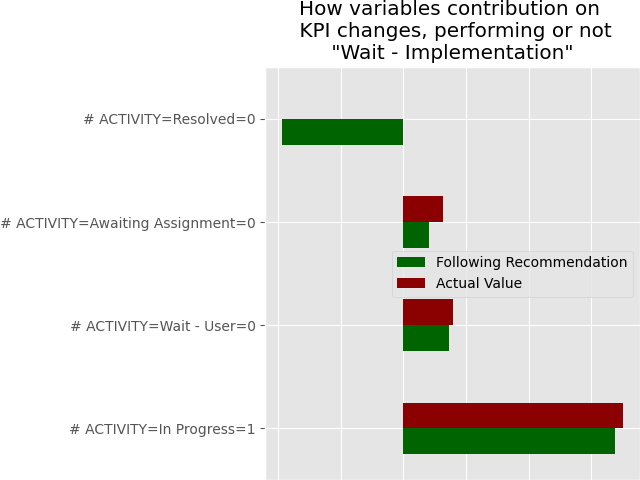 How variables contribution on
KPI changes, performing or not
"Wait - Implementation"
# ACTIVITY=Resolved=0
# ACTIVITY=Awaiting Assignment=0
Following Recommendation
Actual Value
# ACTIVITY=Wait - User=0
# ACTIVITY=In Progress=1